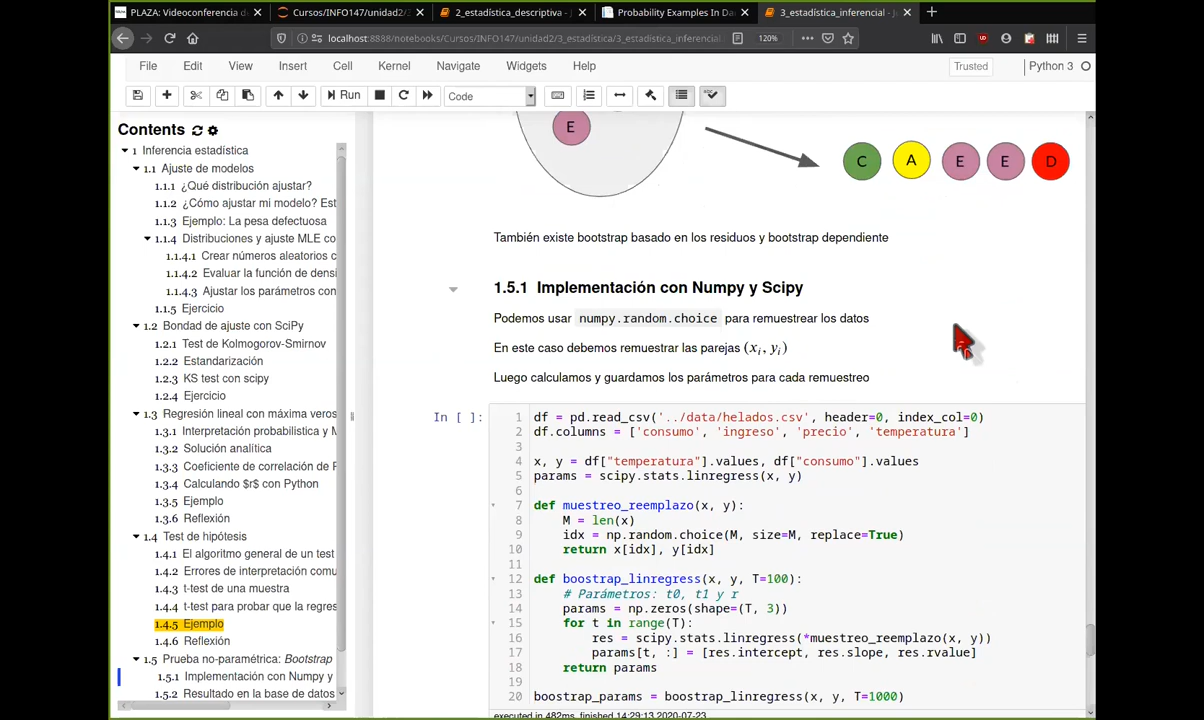 PLAZA: Videoconferencia de
Cursos/INFO147/unidad2/3
2_estadística_descriptiva - J
Probability Examples In Da
3_estadística_inferencial - J
localhost:8888/notebooks/Cursos/INFO147/unidad2/3_estadística/3_estadística_inferencial
120%
File Edit View Insert Cell Kernel Navigate Widgets Help
Trusted
Python 3
Run
Code
Contents
1 Inferencia estadística
1.1 Ajuste de modelos
1.1.1 ¿Qué distribución ajustar?
1.1.2 ¿Cómo ajustar mi modelo? Est
1.1.3 Ejemplo: La pesa defectuosa
1.1.4 Distribuciones y ajuste MLE co
1.1.4.1 Crear números aleatorios c
1.1.4.2 Evaluar la función de densi
1.1.4.3 Ajustar los parámetros con
1.1.5 Ejercicio
1.2 Bondad de ajuste con SciPy
1.2.1 Test de Kolmogorov-Smirnov
1.2.2 Estandarización
1.2.3 KS test con scipy
1.2.4 Ejercicio
1.3 Regresión lineal con máxima veros
1.3.1 Interpretación probabilística y M
1.3.2 Solución analítica
1.3.3 Coeficiente de correlación de P
1.3.4 Calculando $r$ con Python
1.3.5 Ejemplo
1.3.6 Reflexión
1.4 Test de hipótesis
1.4.1 El algoritmo general de un test
1.4.2 Errores de interpretación comu
1.4.3 t-test de una muestra
1.4.4 t-test para probar que la regres
1.4.5 Ejemplo
1.4.6 Reflexión
1.5 Prueba no-paramétrica: Bootstrap
1.5.1 Implementación con Numpy y
1.5.2 Resultado en la base de datos
E
C A E E D
También existe bootstrap basado en los residuos y bootstrap dependiente
1.5.1 Implementación con Numpy y Scipy
Podemos usar numpy.random.choice para remuestrear los datos
En este caso debemos remuestrar las parejas (xi, yi)
Luego calculamos y guardamos los parámetros para cada remuestreo
In [ ]:
1 df = pd.read_csv('../data/helados.csv', header=0, index_col=0)
2 df.columns = ['consumo', 'ingreso', 'precio', 'temperatura']
3
4 x, y = df["temperatura"].values, df["consumo"].values
5 params = scipy.stats.linregress(x, y)
6
7 def muestreo_reemplazo(x, y):
8 M = len(x)
9 idx = np.random.choice(M, size=M, replace=True)
10 return x[idx], y[idx]
11
12 def boostrap_linregress(x, y, T=100):
13 # Parámetros: t0, t1 y r
14 params = np.zeros(shape=(T, 3))
15 for t in range(T):
16 res = scipy.stats.linregress(*muestreo_reemplazo(x, y))
17 params[t, :] = [res.intercept, res.slope, res.rvalue]
18 return params
19
20 boostrap_params = boostrap_linregress(x, y, T=1000)
executed in 482ms, finished 14:29:13 2020-07-23